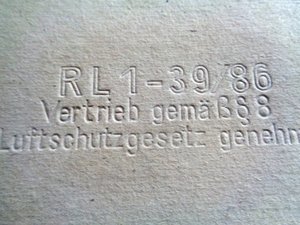 RL 1-39/86
Vertrieb gemäß § 8
Luftschutzgesetz genehm